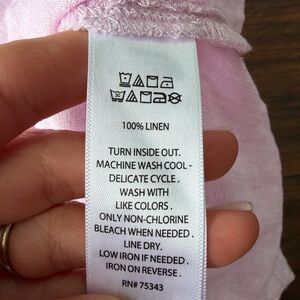 100% LINEN
TURN INSIDE OUT.
MACHINE WASH COOL -
DELICATE CYCLE .
WASH WITH
LIKE COLORS .
ONLY NON-CHLORINE
BLEACH WHEN NEEDED .
LINE DRY.
LOW IRON IF NEEDED .
IRON ON REVERSE .
RN# 75343